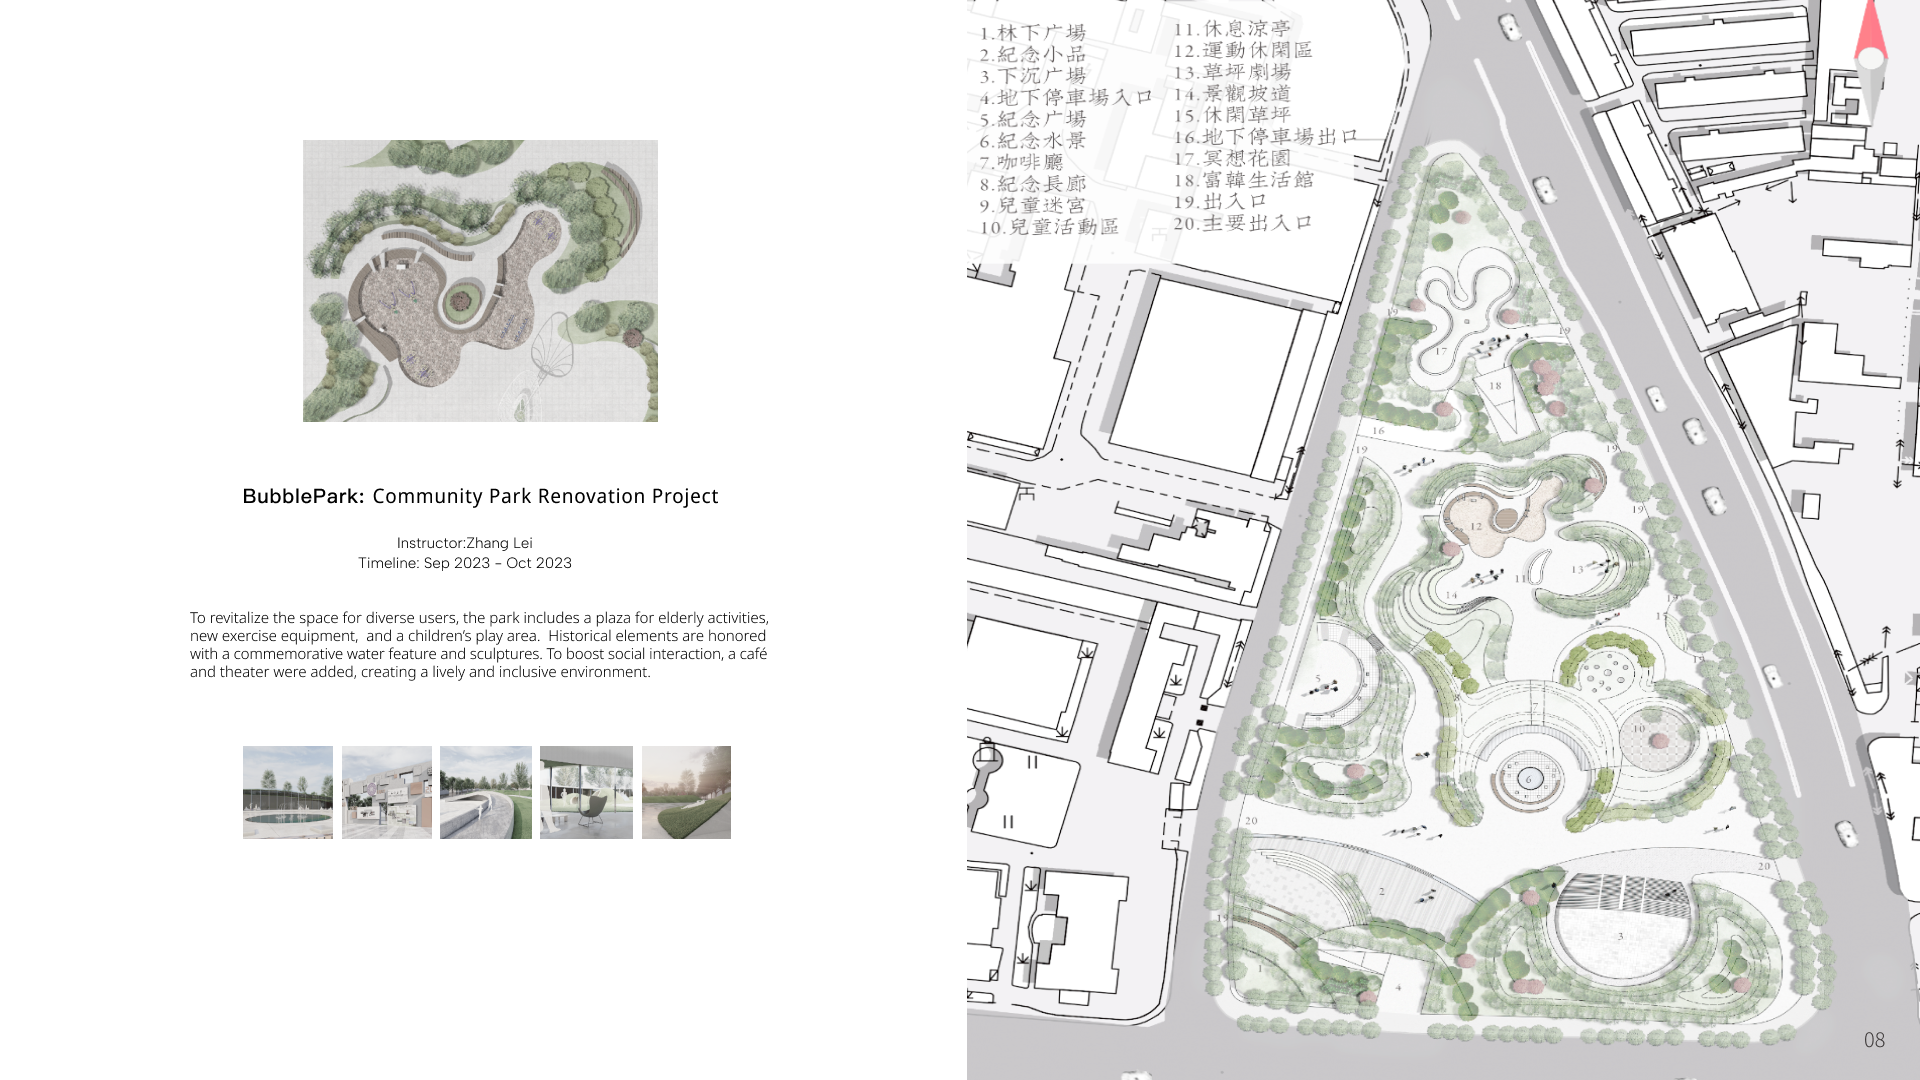 BubblePark: Community Park Renovation Project
Instructor:Zhang Lei
Timeline: Sep 2023 - Oct 2023
To revitalize the space for diverse users, the park includes a plaza for elderly activities,
new exercise equipment, and a children's play area. Historical elements are honored
with a commemorative water feature and sculptures. To boost social interaction, a café
and theater were added, creating a lively and inclusive environment.
1.林下广場
2.紀念小品
3.下沉广場
4.地下停車場入口
5.紀念广場
6.紀念水景
7.咖啡廳
8.紀念長廊
9.兒童迷宮
10.兒童活動區
11.休息涼亭
12.運動休閑區
13.草坪劇場
14.景觀坡道
15.休閑草坪
16.地下停車場出口
17.冥想花園
18.富韓生活館
19.出入口
20.主要出入口
19
19
17
18
16
19
19
12
19
11
13
14
19
15
19
5
8
9
7
10
6
20
20
2
19
3
1
4
08